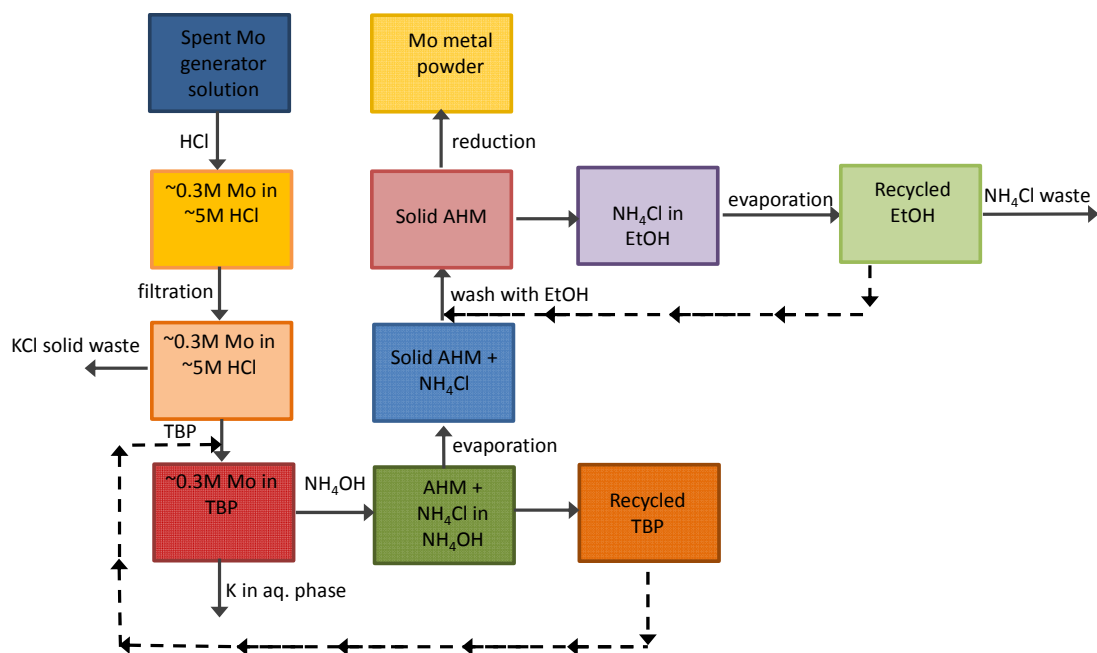 Spent Mo
generator
solution
HCl
~0.3M Mo in
~5M HCl
filtration
KCl solid waste
~0.3M Mo in
~5M HCl
TBP
~0.3M Mo in
TBP
K in aq. phase
NH₄OH
AHM +
NH₄Cl in
NH₄OH
Recycled
TBP
evaporation
Solid AHM +
NH₄Cl
wash with EtOH
Solid AHM
reduction
Mo metal
powder
NH₄Cl in
EtOH
evaporation
Recycled
EtOH
NH₄Cl waste